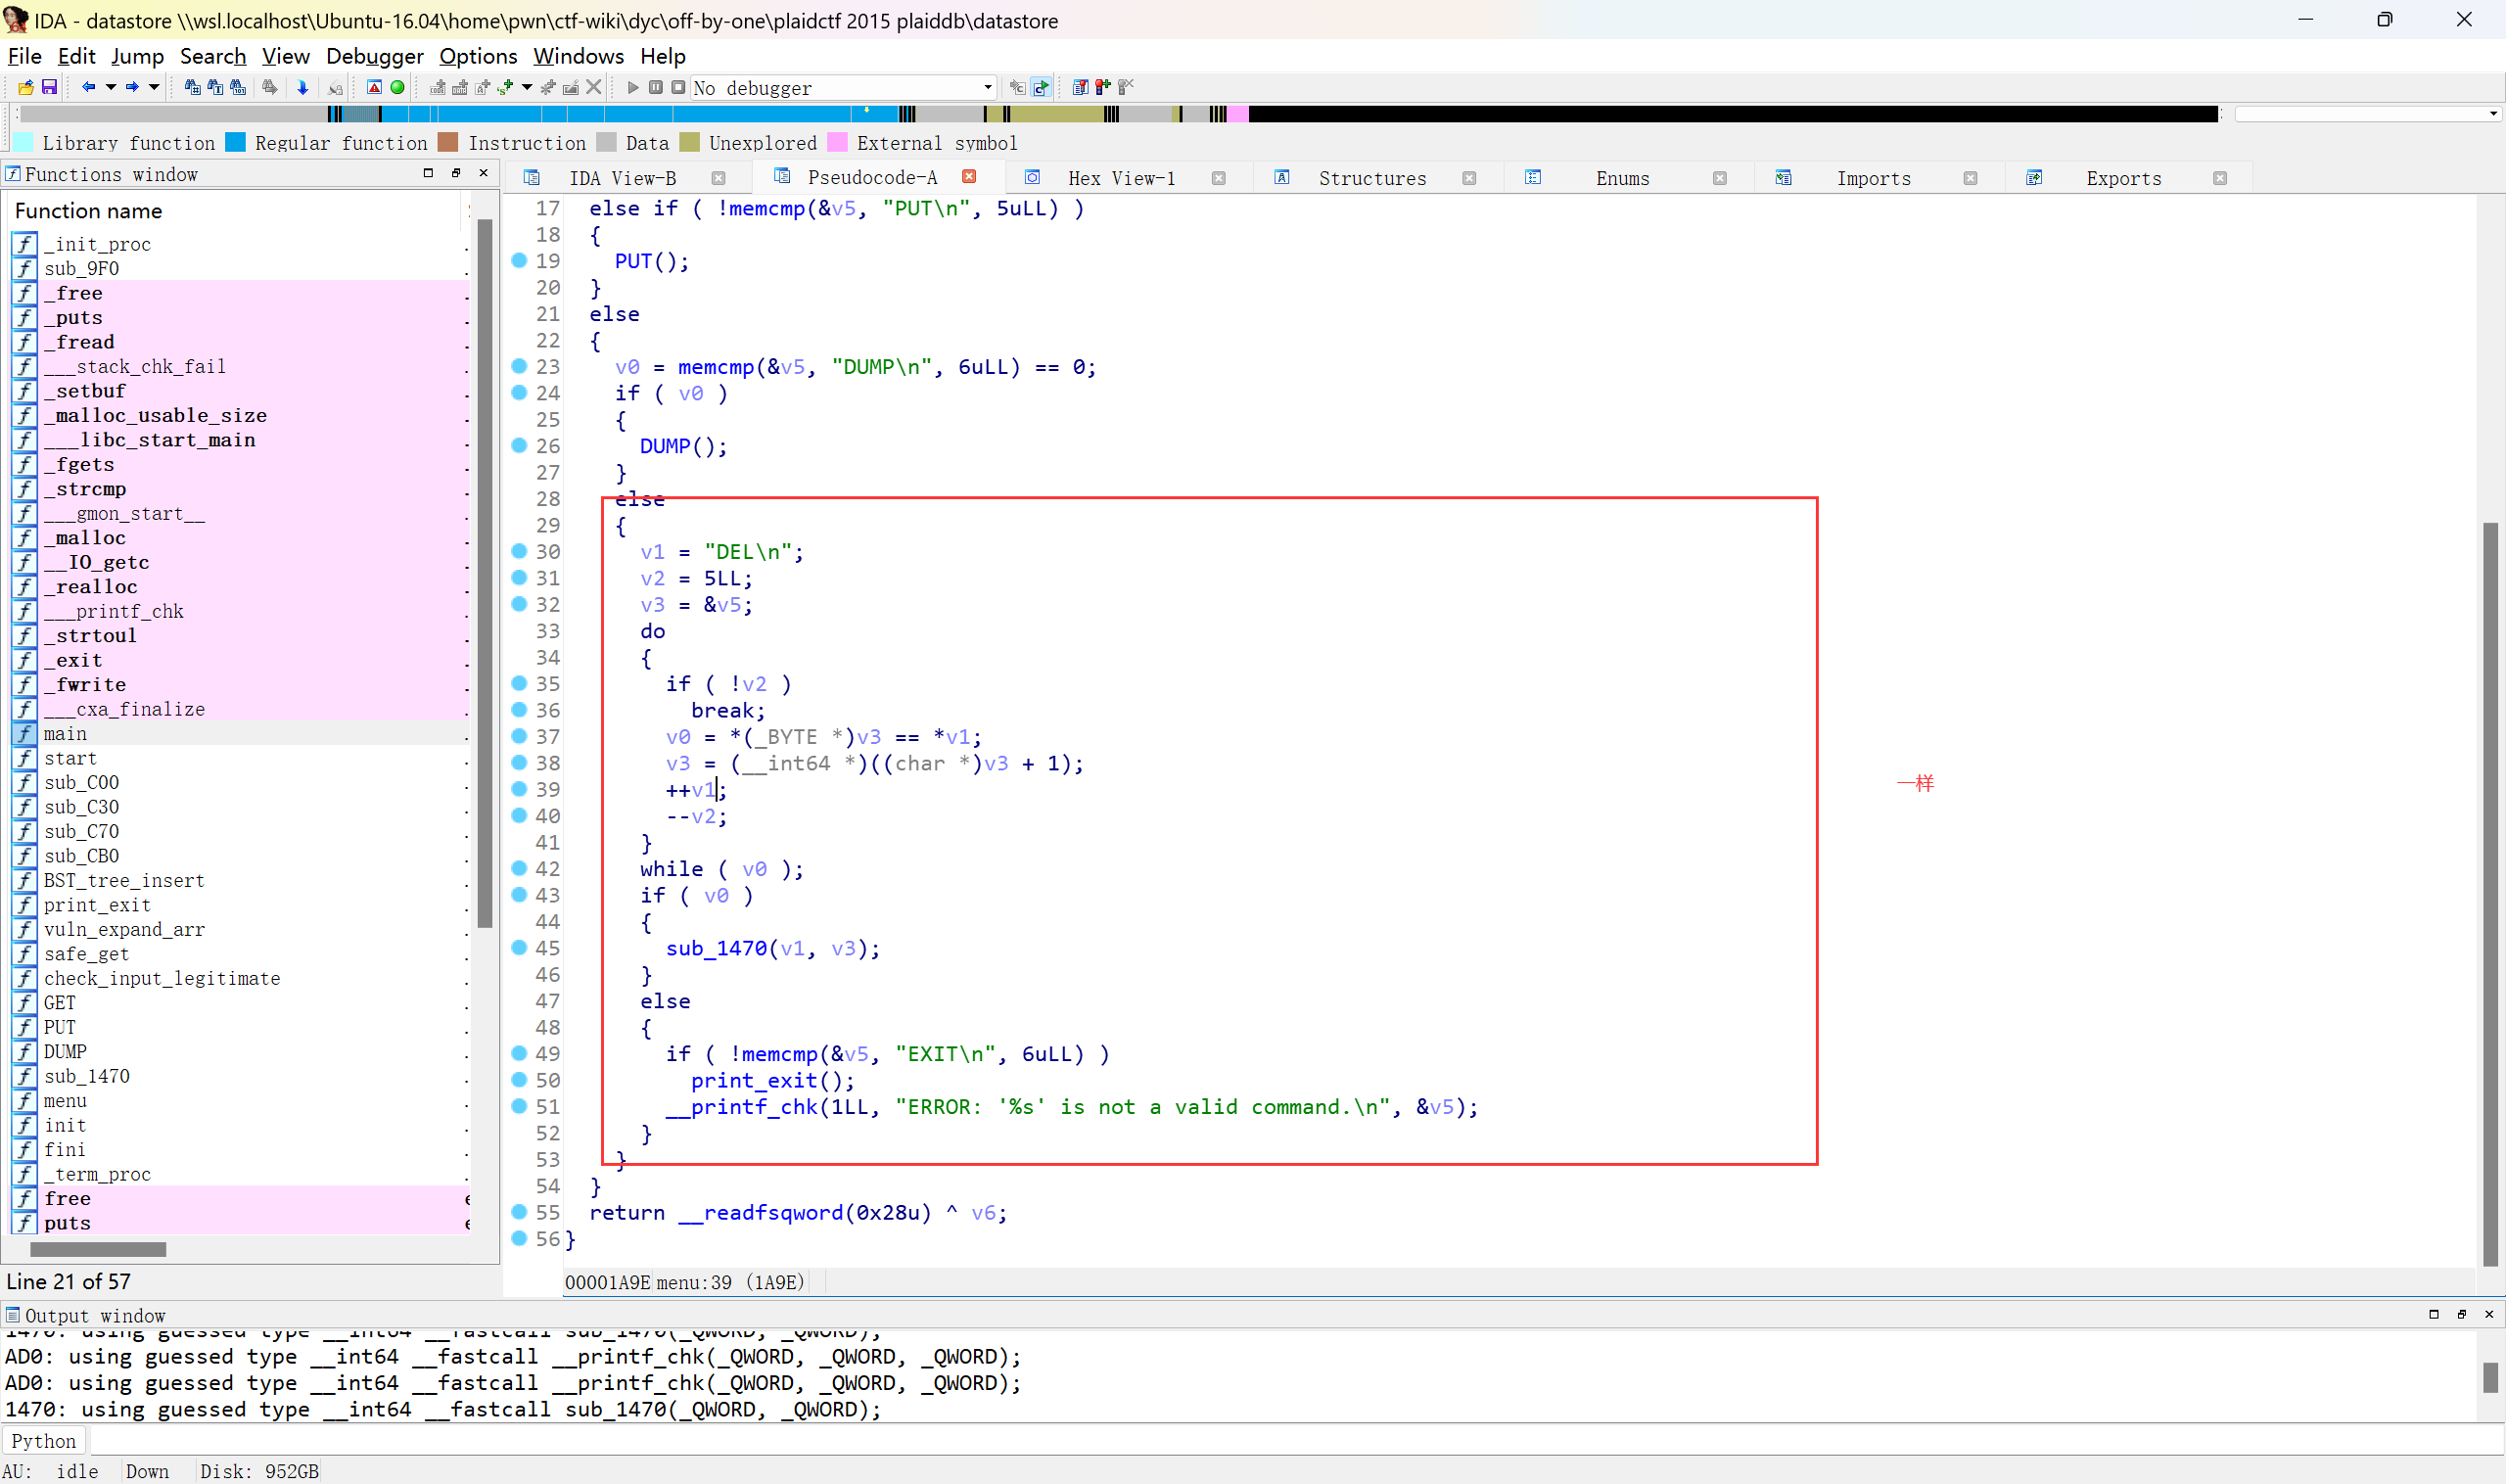 IDA - datastore \\wsl.localhost\Ubuntu-16.04\home\pwn\ctf-wiki\dyc\off-by-one\plaidctf 2015 plaiddb\datastore
File Edit Jump Search View Debugger Options Windows Help
No debugger
Library function Regular function Instruction Data Unexplored External symbol
Functions window
Function name
_init_proc
sub_9F0
_free
_puts
_fread
___stack_chk_fail
_setbuf
_malloc_usable_size
___libc_start_main
_fgets
_strcmp
___gmon_start__
_malloc
__IO_getc
_realloc
___printf_chk
_strtoul
_exit
_fwrite
___cxa_finalize
main
start
sub_C00
sub_C30
sub_C70
sub_CB0
BST_tree_insert
print_exit
vuln_expand_arr
safe_get
check_input_legitimate
GET
PUT
DUMP
sub_1470
menu
init
fini
_term_proc
free
puts
Line 21 of 57
IDA View-B Pseudocode-A Hex View-1 Structures Enums Imports Exports
17 else if ( !memcmp(&v5, "PUT\n", 5uLL) )
18 {
19 PUT();
20 }
21 else
22 {
23 v0 = memcmp(&v5, "DUMP\n", 6uLL) == 0;
24 if ( v0 )
25 {
26 DUMP();
27 }
28 else
29 {
30 v1 = "DEL\n";
31 v2 = 5LL;
32 v3 = &v5;
33 do
34 {
35 if ( !v2 )
36 break;
37 v0 = *(_BYTE *)v3 == *v1;
38 v3 = (__int64 *)((char *)v3 + 1);
39 ++v1;
40 --v2;
41 }
42 while ( v0 );
43 if ( v0 )
44 {
45 sub_1470(v1, v3);
46 }
47 else
48 {
49 if ( !memcmp(&v5, "EXIT\n", 6uLL) )
50 print_exit();
51 __printf_chk(1LL, "ERROR: '%s' is not a valid command.\n", &v5);
52 }
53 }
54 }
55 return __readfsqword(0x28u) ^ v6;
56 }
一样
00001A9E menu:39 (1A9E)
Output window
1470: using guessed type __int64 __fastcall sub_1470(_QWORD, _QWORD);
AD0: using guessed type __int64 __fastcall __printf_chk(_QWORD, _QWORD, _QWORD);
AD0: using guessed type __int64 __fastcall __printf_chk(_QWORD, _QWORD, _QWORD);
1470: using guessed type __int64 __fastcall sub_1470(_QWORD, _QWORD);
Python
AU: idle Down Disk: 952GB